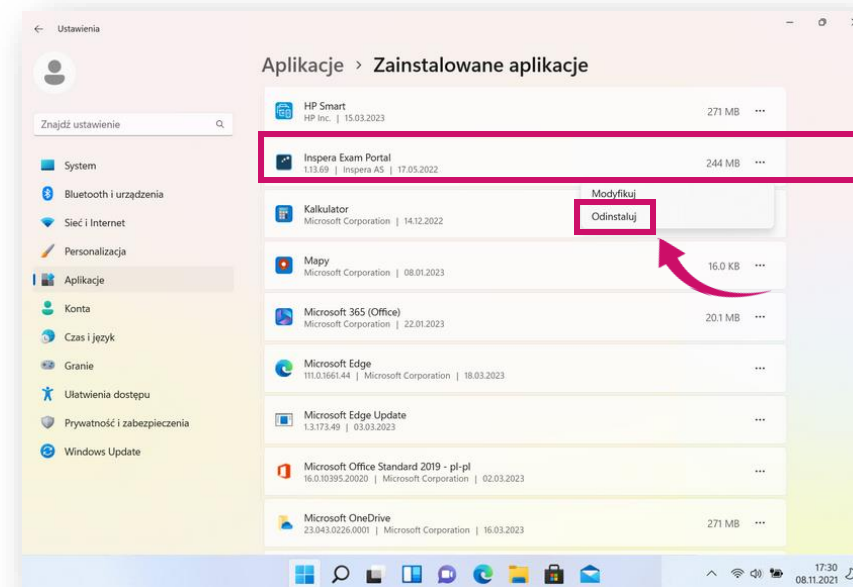 Ustawienia
Aplikacje > Zainstalowane aplikacje
Znajdź ustawienie
System
Bluetooth i urządzenia
Sieć i Internet
Personalizacja
Aplikacje
Konta
Czas i język
Granie
Ułatwienia dostępu
Prywatność i zabezpieczenia
Windows Update
HP Smart
HP Inc. | 15.03.2023
271 MB
Inspera Exam Portal
1.13.69 | Inspera AS | 17.05.2022
244 MB
Modyfikuj
Odinstaluj
Kalkulator
Microsoft Corporation | 14.12.2022
Mapy
Microsoft Corporation | 08.01.2023
16.0 KB
Microsoft 365 (Office)
Microsoft Corporation | 22.01.2023
20.1 MB
Microsoft Edge
111.0.1661.44 | Microsoft Corporation | 18.03.2023
Microsoft Edge Update
1.3.173.49 | 03.03.2023
Microsoft Office Standard 2019 - pl-pl
16.0.10395.20020 | Microsoft Corporation | 02.03.2023
Microsoft OneDrive
23.043.0226.0001 | Microsoft Corporation | 16.03.2023
271 MB
17:30
08.11.2021